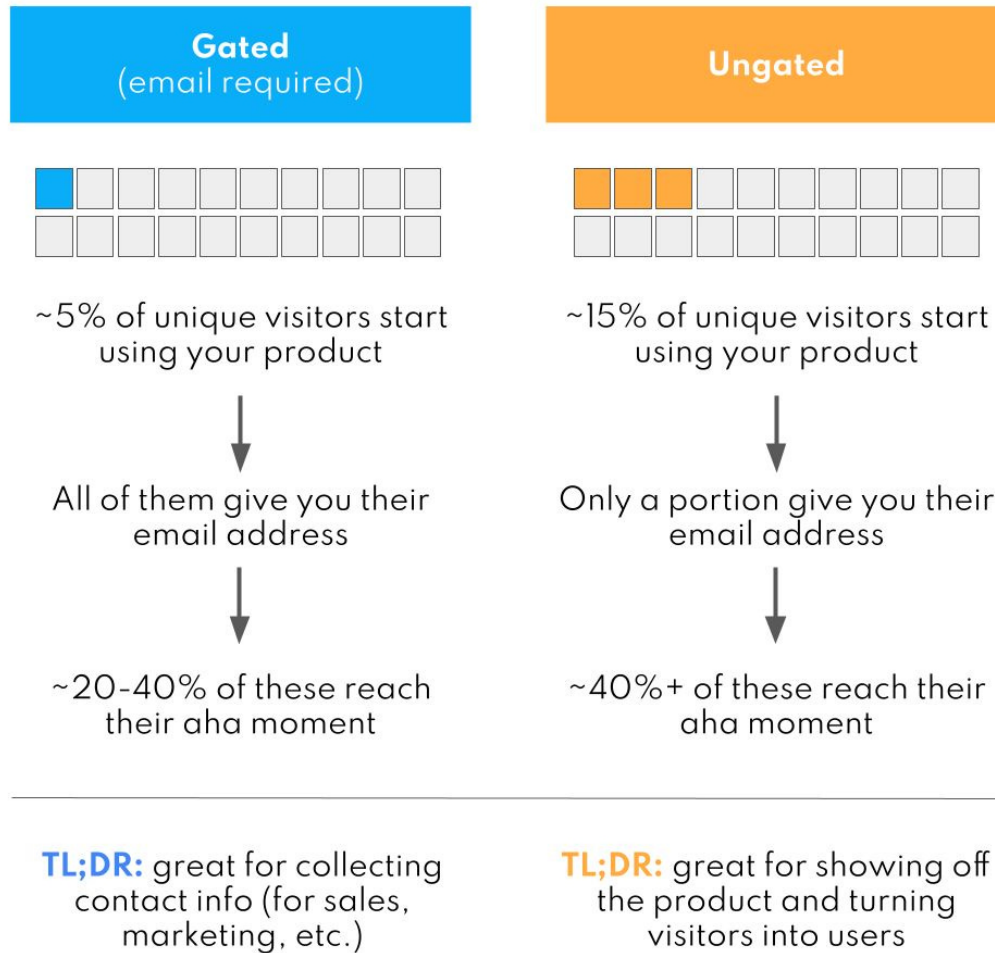 Gated
(email required)
~5% of unique visitors start
using your product
All of them give you their
email address
~20-40% of these reach
their aha moment
TL;DR: great for collecting
contact info (for sales,
marketing, etc.)
Ungated
~15% of unique visitors start
using your product
Only a portion give you their
email address
~40%+ of these reach their
aha moment
TL;DR: great for showing off
the product and turning
visitors into users